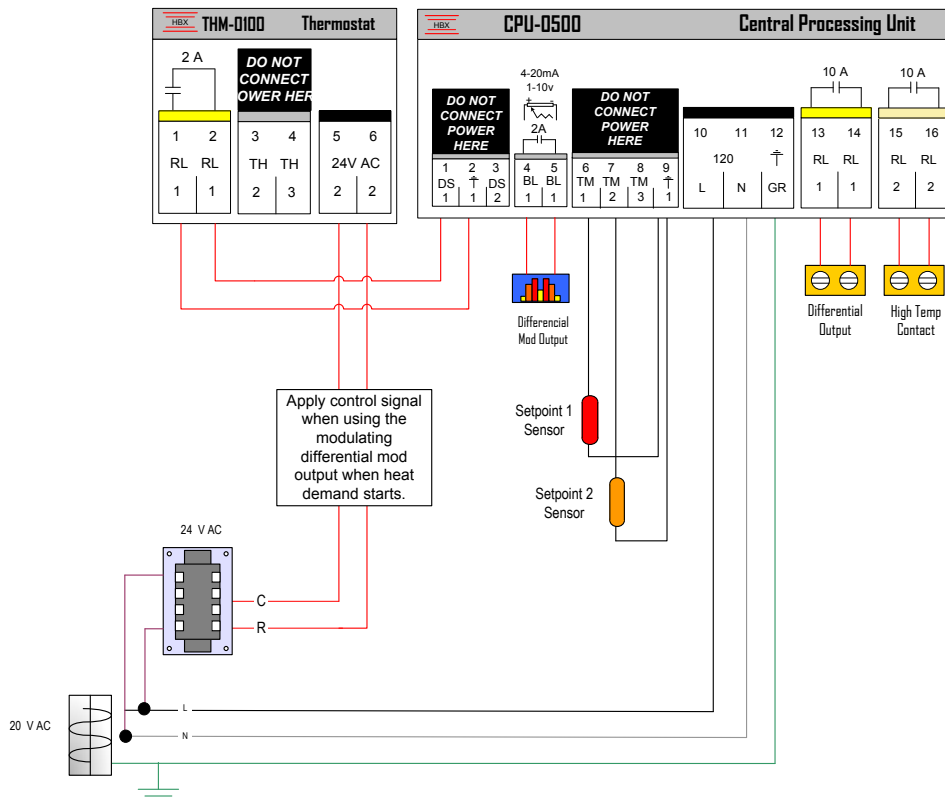 HBX THM-0100 Thermostat
2 A
DO NOT
CONNECT
OWER HER
1 2 3 4 5 6
RL RL TH TH 24V AC
1 1 2 3 2 2
HBX CPU-0500 Central Processing Unit
DO NOT
CONNECT
POWER
HERE
4-20mA
1-10v
+ -
2A
DO NOT
CONNECT
POWER
HERE
10 A
10 A
1 2 3 4 5 6 7 8 9 10 11 12 13 14 15 16
DS DS BL BL TM TM TM 120 RL RL RL RL
1 1 2 1 1 1 2 3 1 L N GR 1 1 2 2
Differencial
Mod Output
Differential
Output
High Temp
Contact
Apply control signal
when using the
modulating
differential mod
output when heat
demand starts.
Setpoint 1
Sensor
Setpoint 2
Sensor
24 V AC
C
R
20 V AC
L
N